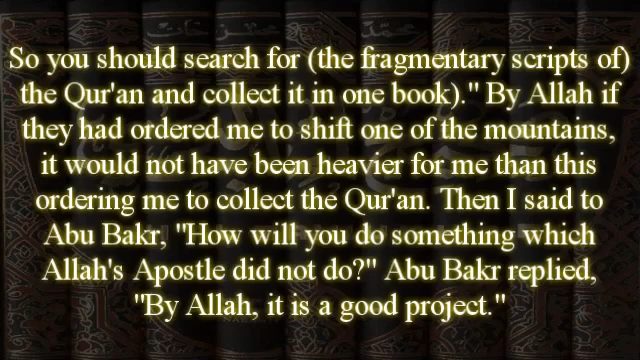 So you should search for (the fragmentary scripts of)
the Qur'an and collect it in one book)." By Allah if
they had ordered me to shift one of the mountains,
it would not have been heavier for me than this
ordering me to collect the Qur'an. Then I said to
Abu Bakr, "How will you do something which
Allah's Apostle did not do?" Abu Bakr replied,
"By Allah, it is a good project."